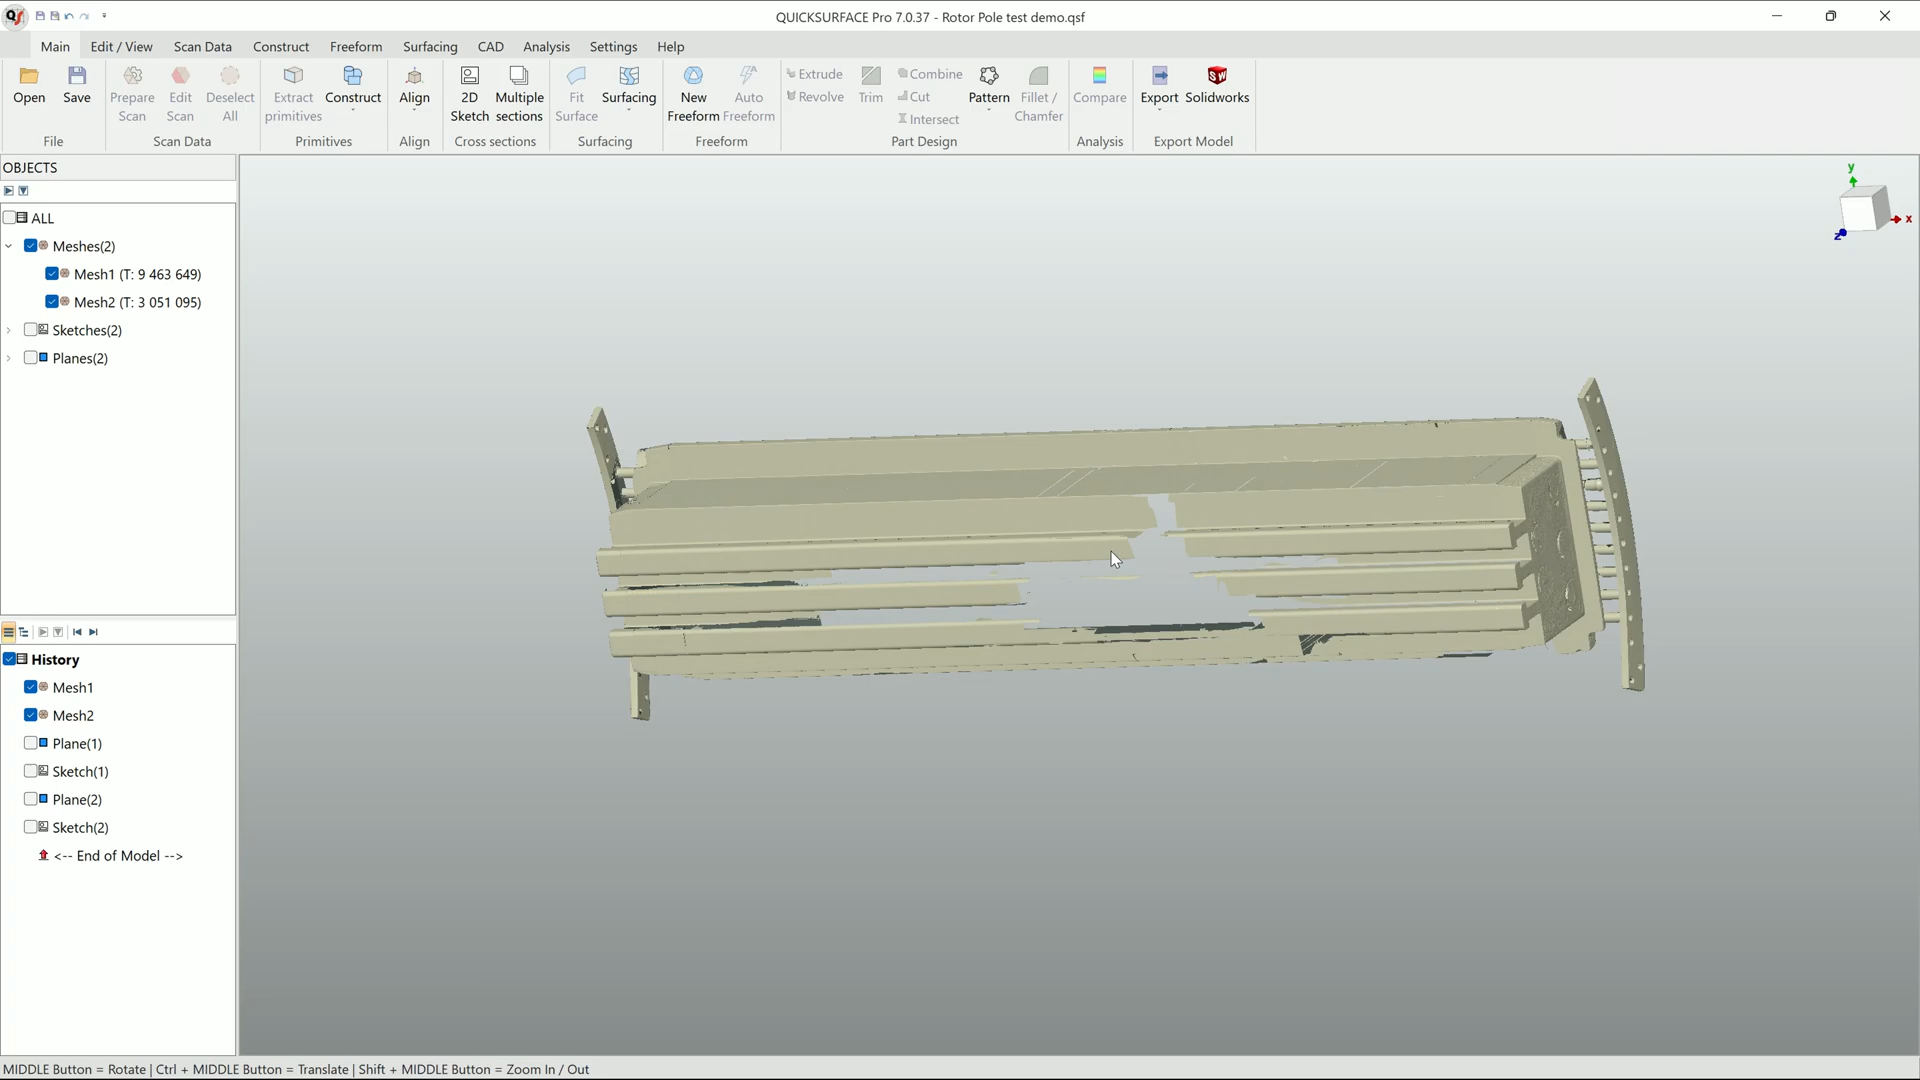 QUICKSURFACE Pro 7.0.37 - Rotor Pole test demo.qsf
Main Edit / View Scan Data Construct Freeform Surfacing CAD Analysis Settings Help
Open Save Prepare Scan Edit Scan Deselect All Extract primitives Construct Align 2D Sketch Multiple sections Fit Surface Surfacing New Freeform Auto Freeform Extrude Revolve Trim Combine Cut Intersect Pattern Fillet / Chamfer Compare Export Solidworks
File Scan Data Primitives Align Cross sections Surfacing Freeform Part Design Analysis Export Model
OBJECTS
ALL
Meshes(2)
Mesh1 (T: 9 463 649)
Mesh2 (T: 3 051 095)
Sketches(2)
Planes(2)
History
Mesh1
Mesh2
Plane(1)
Sketch(1)
Plane(2)
Sketch(2)
<-- End of Model -->
y
x
z
MIDDLE Button = Rotate | Ctrl + MIDDLE Button = Translate | Shift + MIDDLE Button = Zoom In / Out